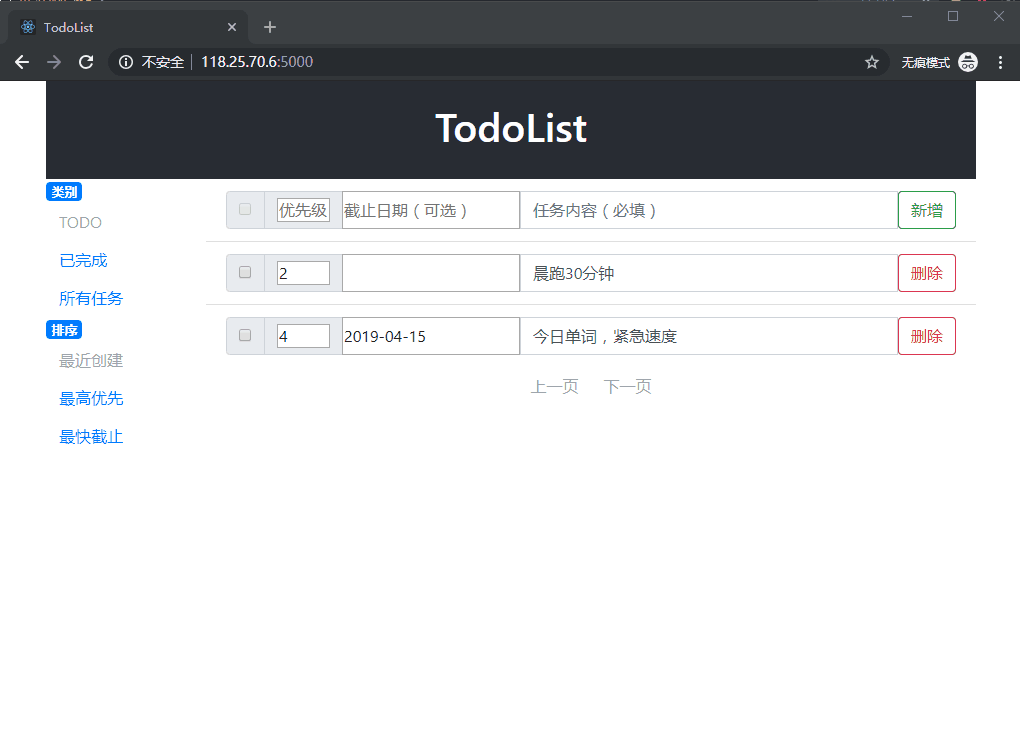 TodoList
不安全 118.25.70.6:5000 无痕模式
TodoList
类别
TODO
已完成
所有任务
排序
最近创建
最高优先
最快截止
优先级 截止日期（可选） 任务内容（必填） 新增
2 晨跑30分钟 删除
4 2019-04-15 今日单词，紧急速度 删除
上一页 下一页